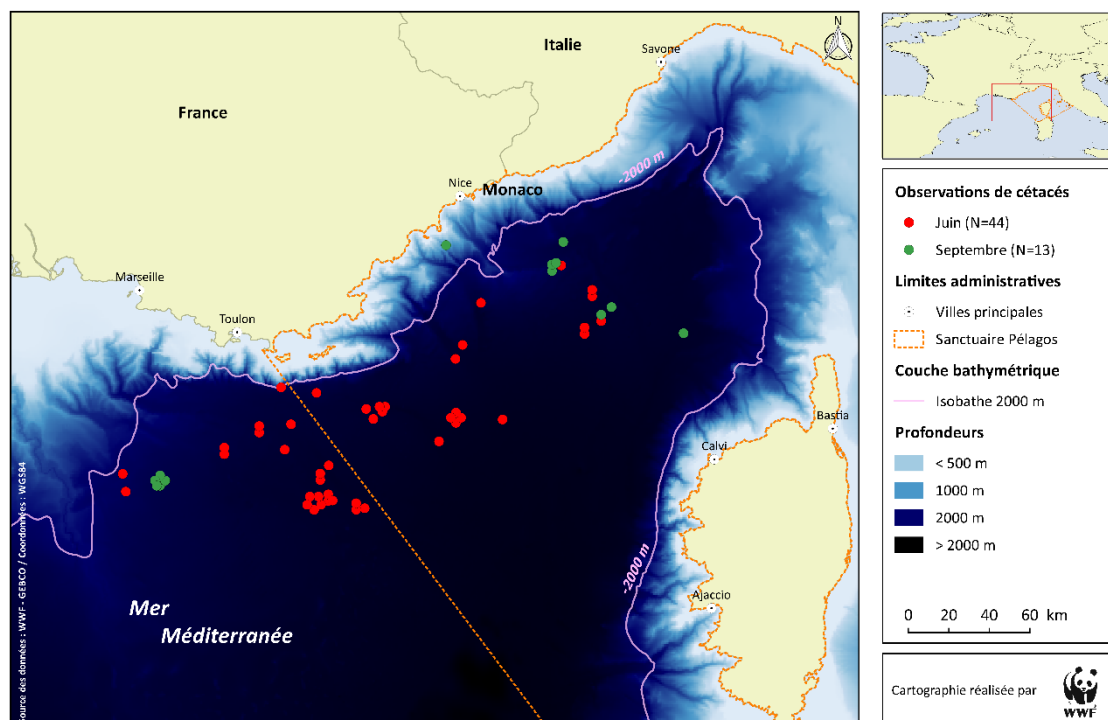 Italie
Savone
N
France
-2000 m
Nice
Monaco
Marseille
Toulon
Bastia
Calvi
-2000 m
Ajaccio
Mer
Méditerranée
Source des données : WWF - GEBCO / Coordonnées : WGS84
Observations de cétacés
Juin (N=44)
Septembre (N=13)
Limites administratives
Villes principales
Sanctuaire Pélagos
Couche bathymétrique
Isobathe 2000 m
Profondeurs
< 500 m
1000 m
2000 m
> 2000 m
0 20 40 60 km
Cartographie réalisée par
WWF